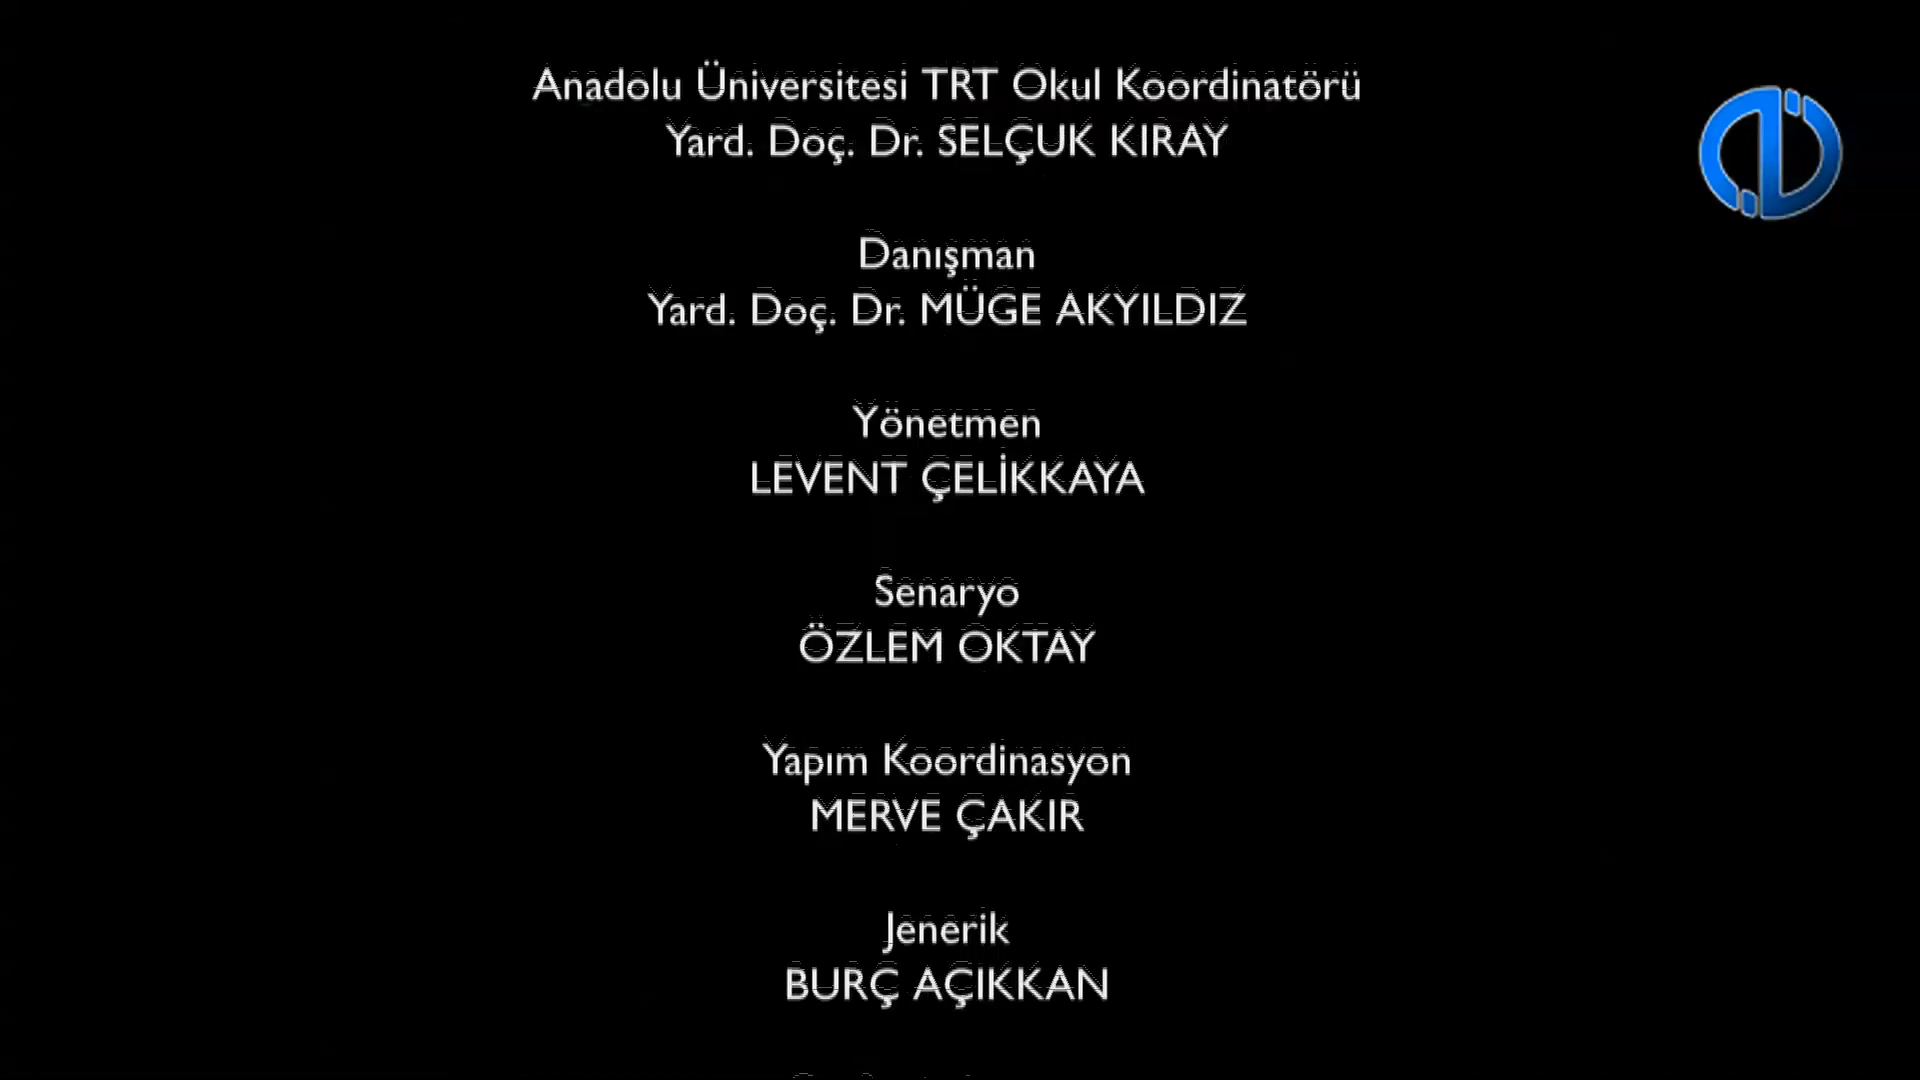 Anadolu Üniversitesi TRT Okul Koordinatörü
Yard. Doç. Dr. SELÇUK KIRAY
Danışman
Yard. Doç. Dr. MÜGE AKYILDIZ
Yönetmen
LEVENT ÇELİKKAYA
Senaryo
ÖZLEM OKTAY
Yapım Koordinasyon
MERVE ÇAKIR
Jenerik
BURÇ AÇIKKAN